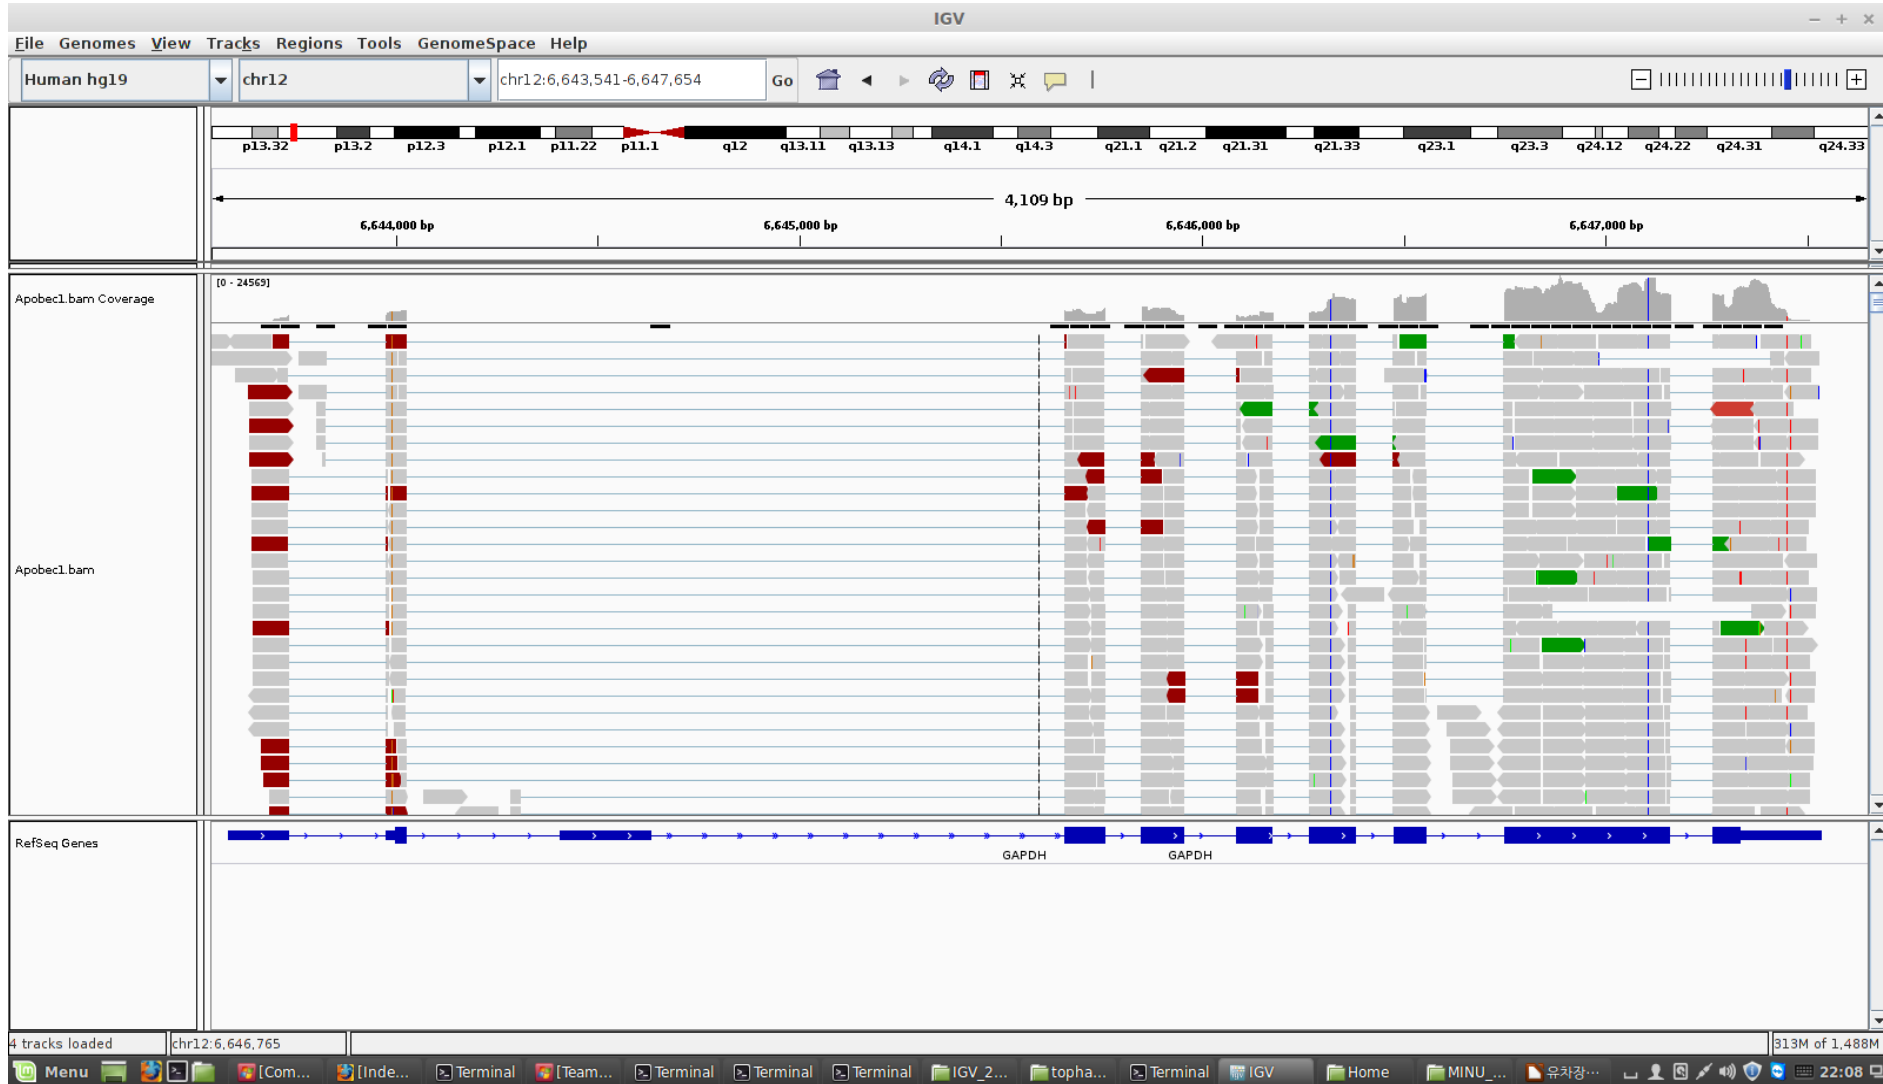 IGV
File Genomes View Tracks Regions Tools GenomeSpace Help
Human hg19 chr12 chr12:6,643,541-6,647,654 Go
p13.32 p13.2 p12.3 p12.1 p11.22 p11.1 q12 q13.11 q13.13 q14.1 q14.3 q21.1 q21.2 q21.31 q21.33 q23.1 q23.3 q24.12 q24.22 q24.31 q24.33
4,109 bp
6,644,000 bp 6,645,000 bp 6,646,000 bp 6,647,000 bp
[0 - 24569]
Apobec1.bam Coverage
Apobec1.bam
RefSeq Genes
GAPDH GAPDH
4 tracks loaded chr12:6,646,765 313M of 1,488M
Menu [Com... [Inde... Terminal [Team... Terminal Terminal Terminal IGV_2... topha... Terminal IGV Home MINU_... 유차장... 22:08